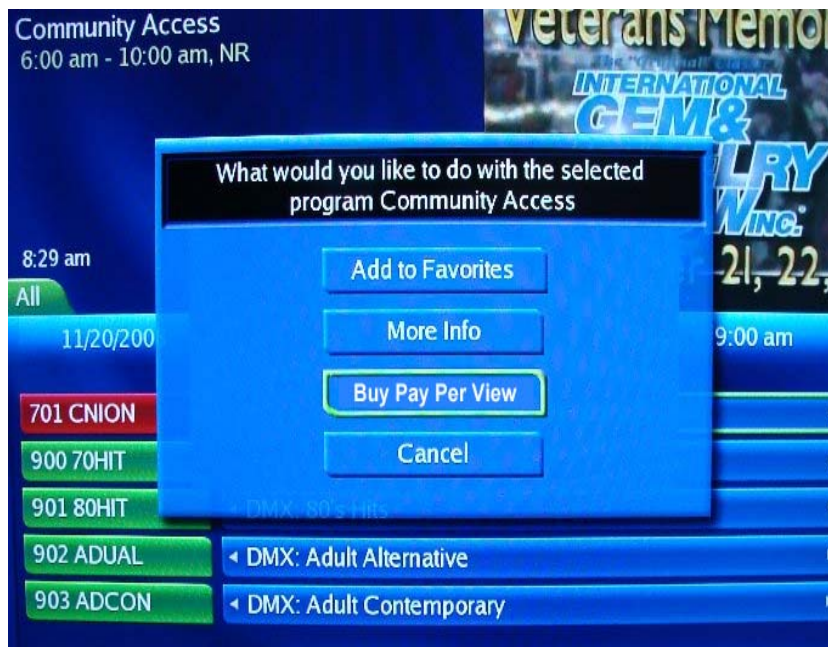 Community Access
6:00 am - 10:00 am, NR
Veterans Memo
INTERNATIONAL
GEM&
LRY
INC.
8:29 am
21, 22,
All
11/20/200
9:00 am
What would you like to do with the selected
program Community Access
Add to Favorites
More Info
Buy Pay Per View
Cancel
701 CNION
900 70HIT
901 80HIT
DMX: 80's Hits
902 ADUAL
DMX: Adult Alternative
903 ADCON
DMX: Adult Contemporary